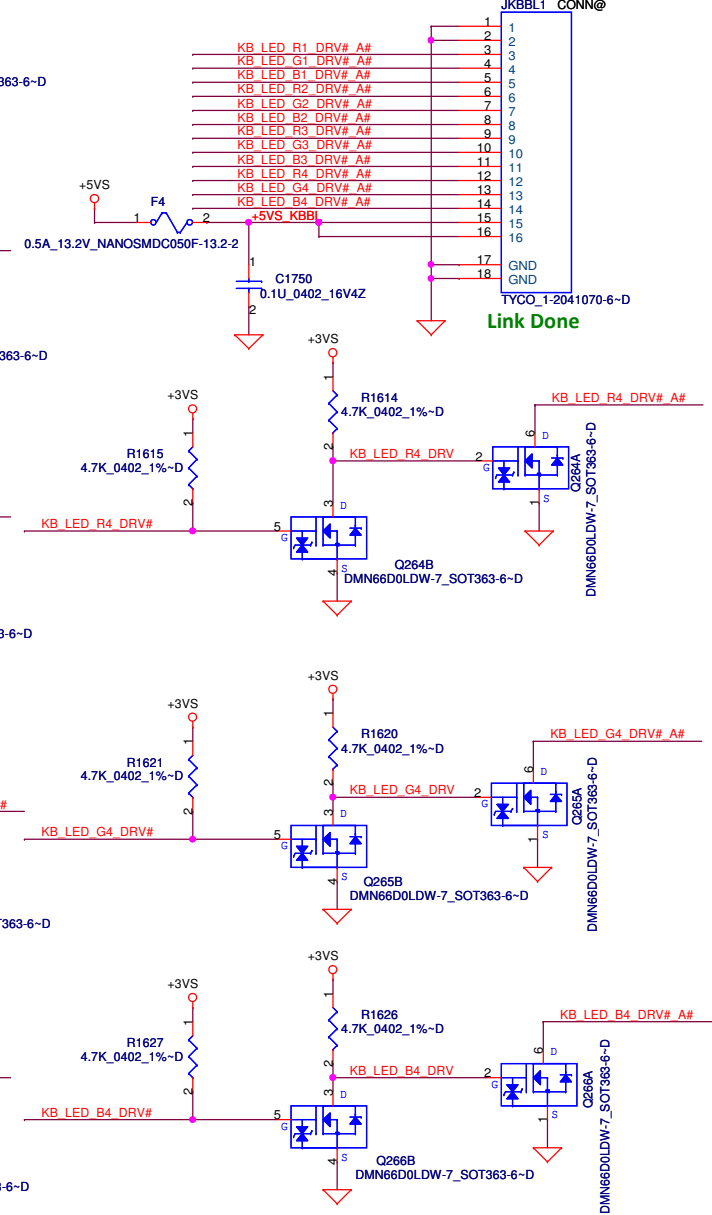 JKBBL1 CONN@
1 1
2 2
KB_LED_R1_DRV#_A# 3 3
KB_LED_G1_DRV#_A# 4 4
KB_LED_B1_DRV#_A# 5 5
KB_LED_R2_DRV#_A# 6 6
KB_LED_G2_DRV#_A# 7 7
KB_LED_B2_DRV#_A# 8 8
KB_LED_R3_DRV#_A# 9 9
KB_LED_G3_DRV#_A# 10 10
KB_LED_B3_DRV#_A# 11 11
KB_LED_R4_DRV#_A# 12 12
KB_LED_G4_DRV#_A# 13 13
KB_LED_B4_DRV#_A# 14 14
+5VS_KBBL 15 15
16 16
17 GND
18 GND
TYCO_1-2041070-6~D
Link Done
363-6~D
+5VS
F4
1 2
0.5A_13.2V_NANOSMDC050F-13.2-2
1
C1750
0.1U_0402_16V4Z
2
363-6~D
+3VS
1
R1614
4.7K_0402_1%~D
2
+3VS
1
R1615
4.7K_0402_1%~D
2
KB_LED_R4_DRV 2 G
KB_LED_R4_DRV#_A#
6 D
1 S
Q264A
DMN66D0LDW-7_SOT363-6~D
KB_LED_R4_DRV# 5 G
3 D
4 S
Q264B
DMN66D0LDW-7_SOT363-6~D
3-6~D
+3VS
1
R1620
4.7K_0402_1%~D
2
+3VS
1
R1621
4.7K_0402_1%~D
2
KB_LED_G4_DRV 2 G
KB_LED_G4_DRV#_A#
6 D
1 S
Q265A
DMN66D0LDW-7_SOT363-6~D
#
KB_LED_G4_DRV# 5 G
3 D
4 S
Q265B
DMN66D0LDW-7_SOT363-6~D
T363-6~D
+3VS
1
R1626
4.7K_0402_1%~D
2
+3VS
1
R1627
4.7K_0402_1%~D
2
KB_LED_B4_DRV 2 G
KB_LED_B4_DRV#_A#
6 D
1 S
Q266A
DMN66D0LDW-7_SOT363-6~D
KB_LED_B4_DRV# 5 G
3 D
4 S
Q266B
DMN66D0LDW-7_SOT363-6~D
-6~D